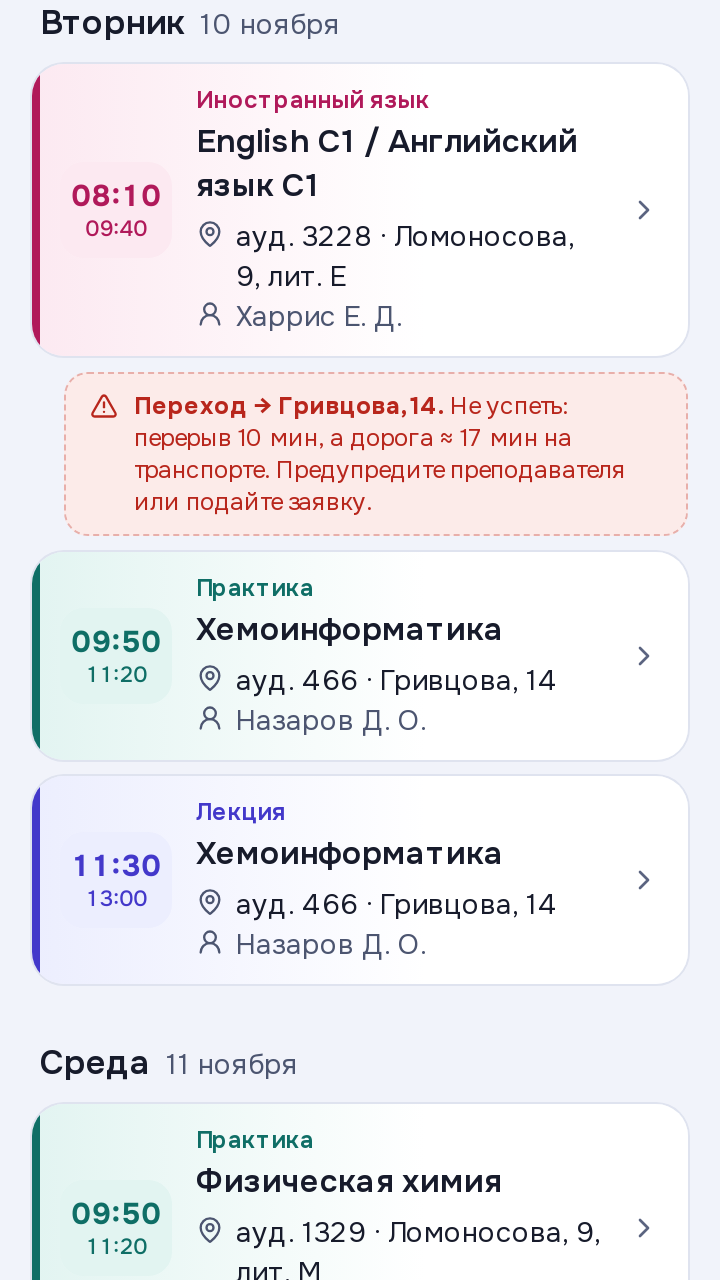 Вторник 10 ноября
Иностранный язык
English C1 / Английский
язык C1
08:10
09:40
ауд. 3228 · Ломоносова,
9, лит. Е
Харрис Е. Д.
Переход → Гривцова,14. Не успеть:
перерыв 10 мин, а дорога ≈ 17 мин на
транспорте. Предупредите преподавателя
или подайте заявку.
Практика
Хемоинформатика
09:50
11:20
ауд. 466 · Гривцова, 14
Назаров Д. О.
Лекция
Хемоинформатика
11:30
13:00
ауд. 466 · Гривцова, 14
Назаров Д. О.
Среда 11 ноября
Практика
Физическая химия
09:50
11:20
ауд. 1329 · Ломоносова, 9,
лит. М